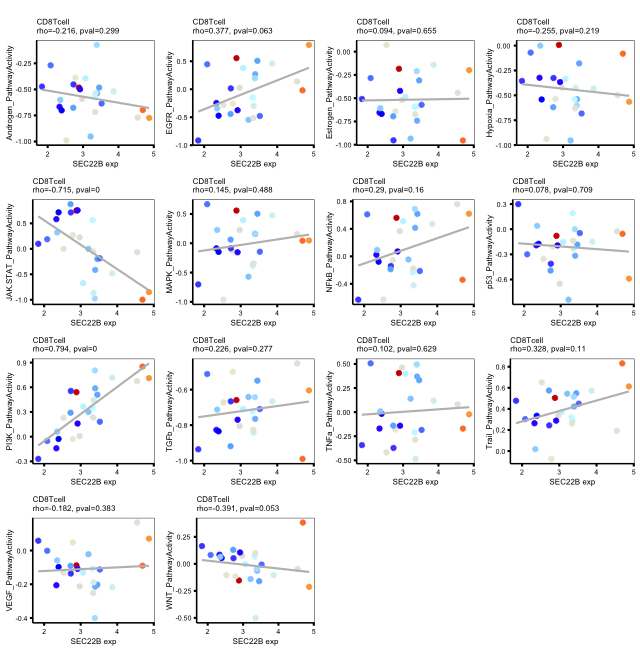 CD8Tcell
rho=-0.216, pval=0.299
Androgen_PathwayActivity
0.00
-0.25
-0.50
-0.75
-1.00
2 3 4 5
SEC22B exp
CD8Tcell
rho=0.377, pval=0.063
EGFR_PathwayActivity
0.5
0.0
-0.5
-1.0
2 3 4 5
SEC22B exp
CD8Tcell
rho=0.094, pval=0.655
Estrogen_PathwayActivity
0.00
-0.25
-0.50
-0.75
-1.00
2 3 4 5
SEC22B exp
CD8Tcell
rho=-0.255, pval=0.219
Hypoxia_PathwayActivity
0.00
-0.25
-0.50
-0.75
-1.00
2 3 4 5
SEC22B exp
CD8Tcell
rho=-0.715, pval=0
JAK-STAT_PathwayActivity
0.5
0.0
-0.5
-1.0
2 3 4 5
SEC22B exp
CD8Tcell
rho=0.145, pval=0.488
MAPK_PathwayActivity
0.5
0.0
-0.5
-1.0
2 3 4 5
SEC22B exp
CD8Tcell
rho=0.29, pval=0.16
NFkB_PathwayActivity
0.8
0.4
0.0
-0.4
2 3 4 5
SEC22B exp
CD8Tcell
rho=0.078, pval=0.709
p53_PathwayActivity
0.3
0.0
-0.3
-0.6
2 3 4 5
SEC22B exp
CD8Tcell
rho=0.794, pval=0
PI3K_PathwayActivity
0.9
0.6
0.3
0.0
-0.3
2 3 4 5
SEC22B exp
CD8Tcell
rho=0.226, pval=0.277
TGFb_PathwayActivity
-0.4
-0.6
-0.8
-1.0
2 3 4 5
SEC22B exp
CD8Tcell
rho=0.102, pval=0.629
TNFa_PathwayActivity
0.50
0.25
0.00
-0.25
-0.50
2 3 4 5
SEC22B exp
CD8Tcell
rho=0.328, pval=0.11
Trail_PathwayActivity
0.8
0.6
0.4
0.2
0.0
2 3 4 5
SEC22B exp
CD8Tcell
rho=-0.182, pval=0.383
VEGF_PathwayActivity
0.0
-0.2
-0.4
2 3 4 5
SEC22B exp
CD8Tcell
rho=-0.391, pval=0.053
WNT_PathwayActivity
0.25
0.00
-0.25
-0.50
2 3 4 5
SEC22B exp